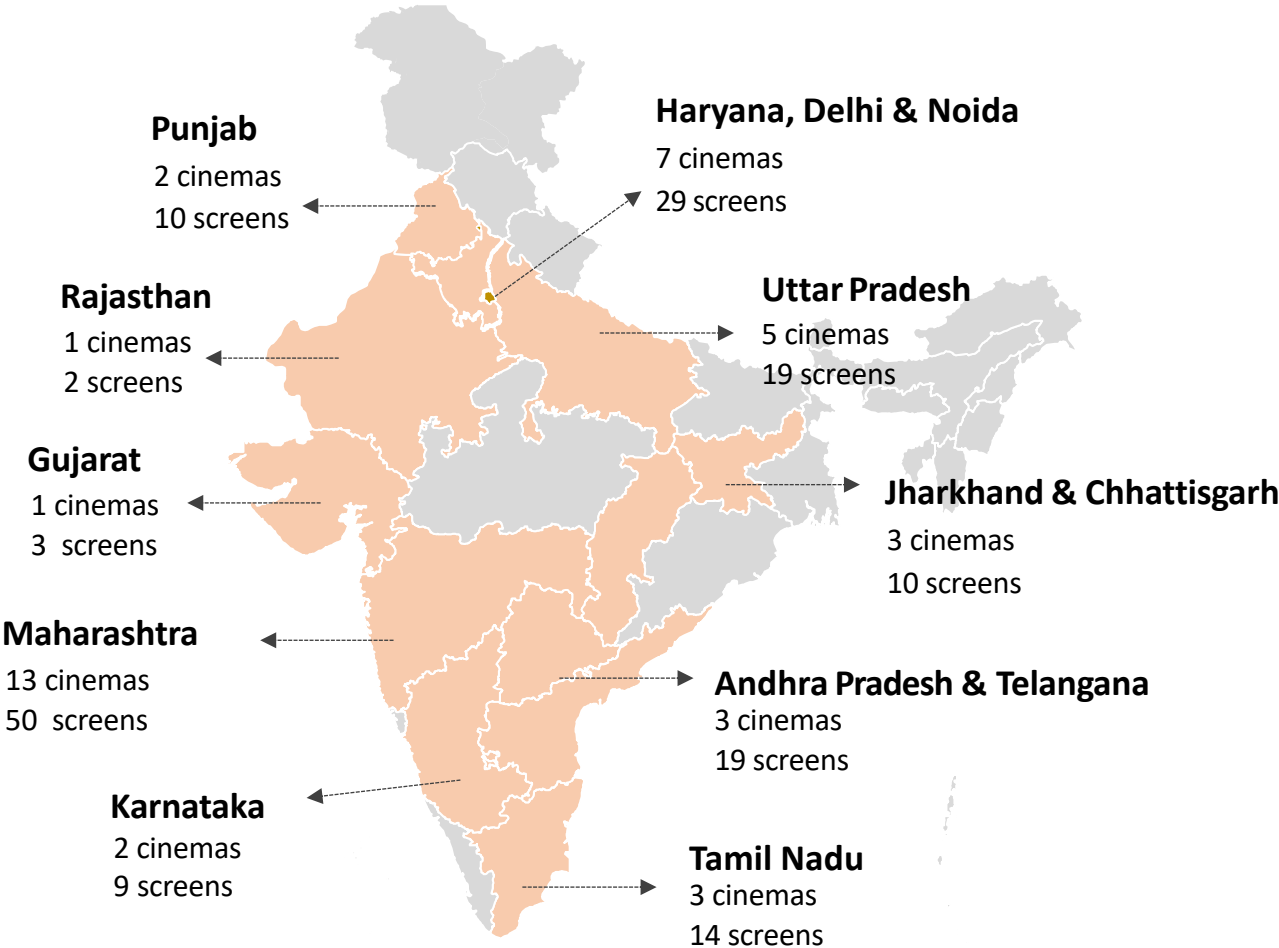 Punjab
2 cinemas
10 screens
Haryana, Delhi & Noida
7 cinemas
29 screens
Rajasthan
1 cinemas
2 screens
Uttar Pradesh
5 cinemas
19 screens
Gujarat
1 cinemas
3 screens
Jharkhand & Chhattisgarh
3 cinemas
10 screens
Maharashtra
13 cinemas
50 screens
Andhra Pradesh & Telangana
3 cinemas
19 screens
Karnataka
2 cinemas
9 screens
Tamil Nadu
3 cinemas
14 screens